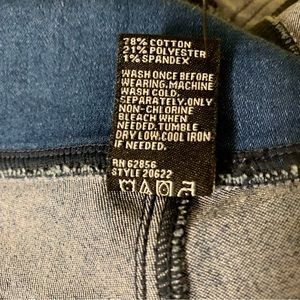 78% COTTON
21% POLYESTER
1% SPANDEX
WASH ONCE BEFORE
WEARING. MACHINE
WASH COLD.
SEPARATELY. ONLY
NON-CHLORINE
BLEACH WHEN
NEEDED. TUMBLE
DRY LOW. COOL IRON
IF NEEDED.
RN 62856
STYLE 20622